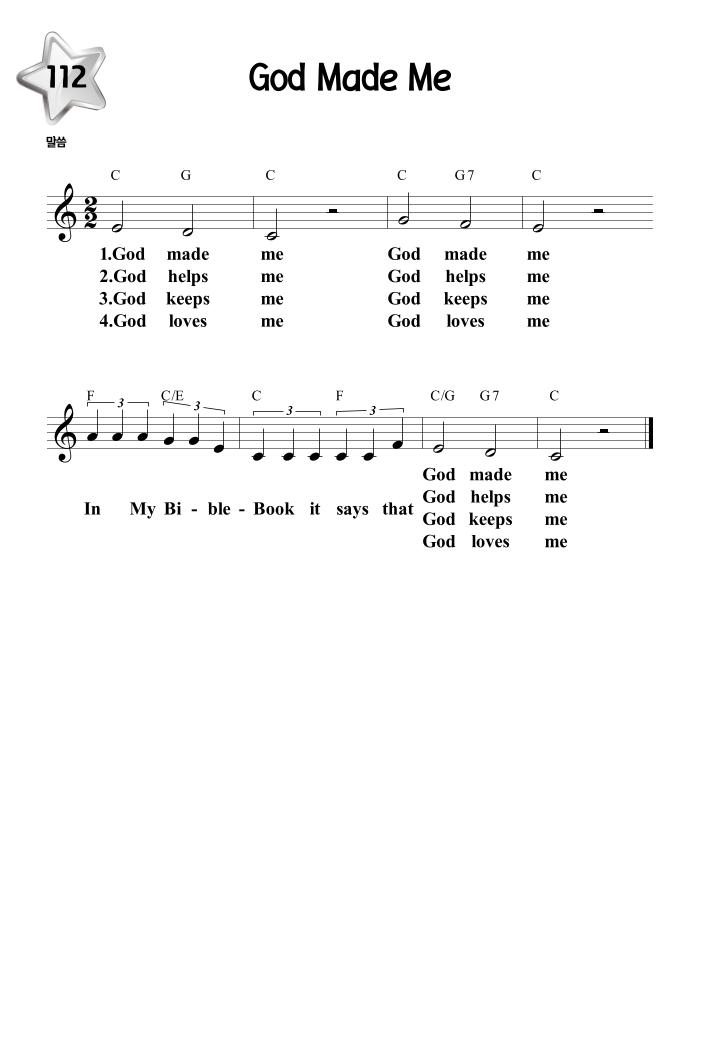 112
God Made Me
말씀
C G C C G7 C
2
2
1.God made me God made me
2.God helps me God helps me
3.God keeps me God keeps me
4.God loves me God loves me
F C/E C F C/G G7 C
3 3 3 3
In My Bi - ble - Book it says that
God made me
God helps me
God keeps me
God loves me